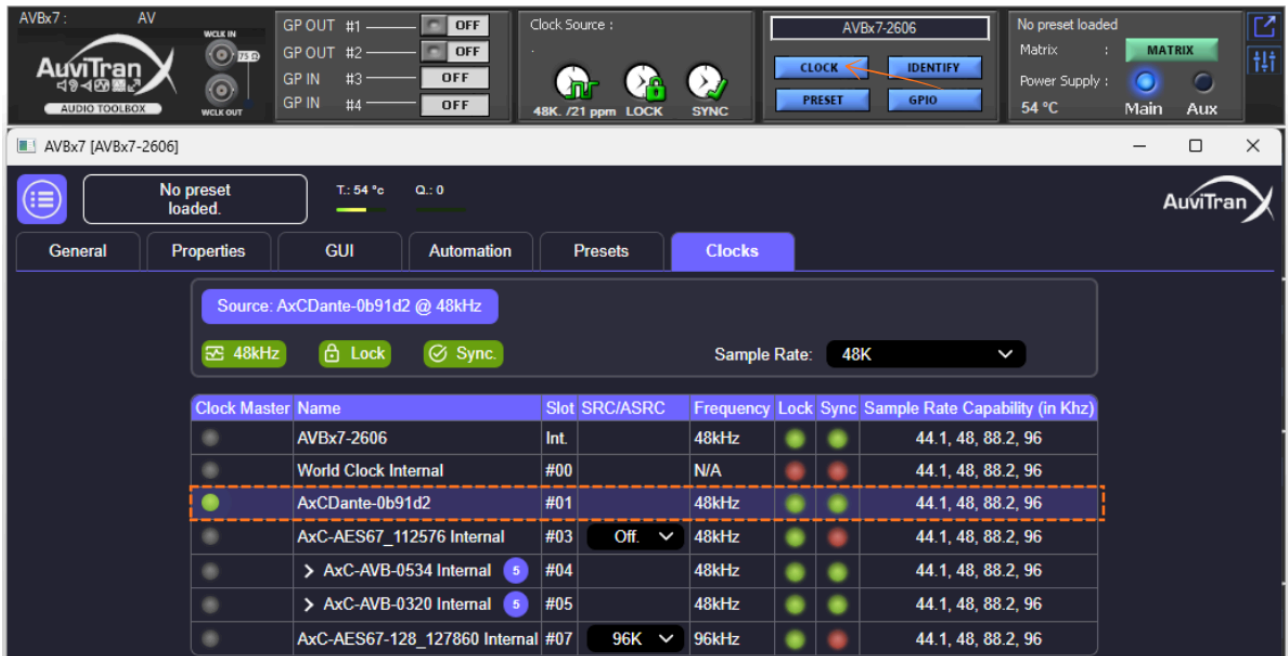 AVBx7 : AV
WCLK IN
75 Ω
WCLK OUT
AuviTran
AUDIO TOOLBOX
GP OUT #1 OFF
GP OUT #2 OFF
GP IN #3 OFF
GP IN #4 OFF
Clock Source :
.
48K. /21 ppm LOCK SYNC
AVBx7-2606
CLOCK IDENTIFY
PRESET GPIO
No preset loaded
Matrix : MATRIX
Power Supply :
54 °C Main Aux
AVBx7 [AVBx7-2606]
No preset
loaded.
T.: 54 °c Q.: 0
AuviTran
General Properties GUI Automation Presets Clocks
Source: AxCDante-0b91d2 @ 48kHz
48kHz Lock Sync. Sample Rate: 48K
Clock Master Name Slot SRC/ASRC Frequency Lock Sync Sample Rate Capability (in Khz)
AVBx7-2606 Int. 48kHz 44.1, 48, 88.2, 96
World Clock Internal #00 N/A 44.1, 48, 88.2, 96
AxCDante-0b91d2 #01 48kHz 44.1, 48, 88.2, 96
AxC-AES67_112576 Internal #03 Off. 48kHz 44.1, 48, 88.2, 96
AxC-AVB-0534 Internal 5 #04 48kHz 44.1, 48, 88.2, 96
AxC-AVB-0320 Internal 5 #05 48kHz 44.1, 48, 88.2, 96
AxC-AES67-128_127860 Internal #07 96K 96kHz 44.1, 48, 88.2, 96